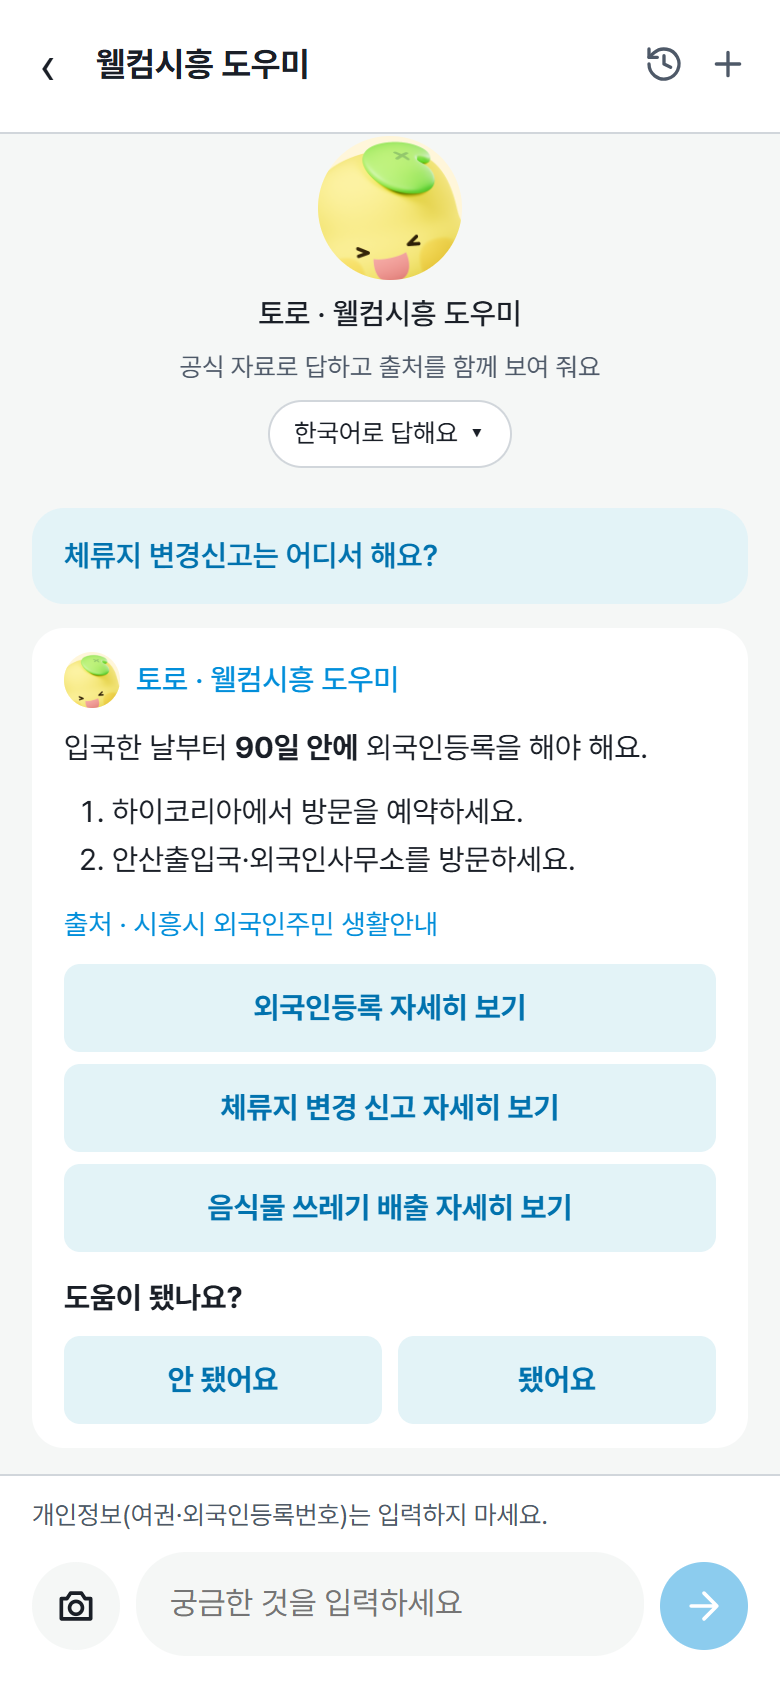 웰컴시흥 도우미
토로 · 웰컴시흥 도우미
공식 자료로 답하고 출처를 함께 보여 줘요
한국어로 답해요 ▼
체류지 변경신고는 어디서 해요?
토로 · 웰컴시흥 도우미
입국한 날부터 90일 안에 외국인등록을 해야 해요.
1. 하이코리아에서 방문을 예약하세요.
2. 안산출입국·외국인사무소를 방문하세요.
출처 · 시흥시 외국인주민 생활안내
외국인등록 자세히 보기
체류지 변경 신고 자세히 보기
음식물 쓰레기 배출 자세히 보기
도움이 됐나요?
안 됐어요
됐어요
개인정보(여권·외국인등록번호)는 입력하지 마세요.
궁금한 것을 입력하세요